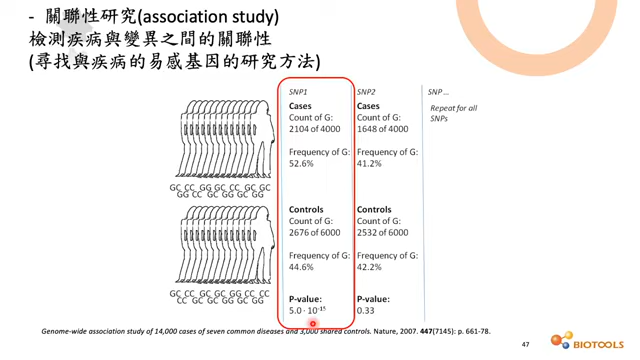 - 關聯性研究(association study)
檢測疾病與變異之間的關聯性
(尋找與疾病的易感基因的研究方法)
SNP1
Cases
Count of G:
2104 of 4000
Frequency of G:
52.6%
Controls
Count of G:
2676 of 6000
Frequency of G:
44.6%
P-value:
5.0 · 10-15
SNP2
Cases
Count of G:
1648 of 4000
Frequency of G:
41.2%
Controls
Count of G:
2532 of 6000
Frequency of G:
42.2%
P-value:
0.33
SNP ...
Repeat for all
SNPs
GC CC GG GC GC GC
GG CC GC GG GG
GC GC GC GG CC CC
CC GC GG GC GG
Genome-wide association study of 14,000 cases of seven common diseases and 3,000 shared controls. Nature, 2007. 447(7145): p. 661-78.
47
BIOTOOLS